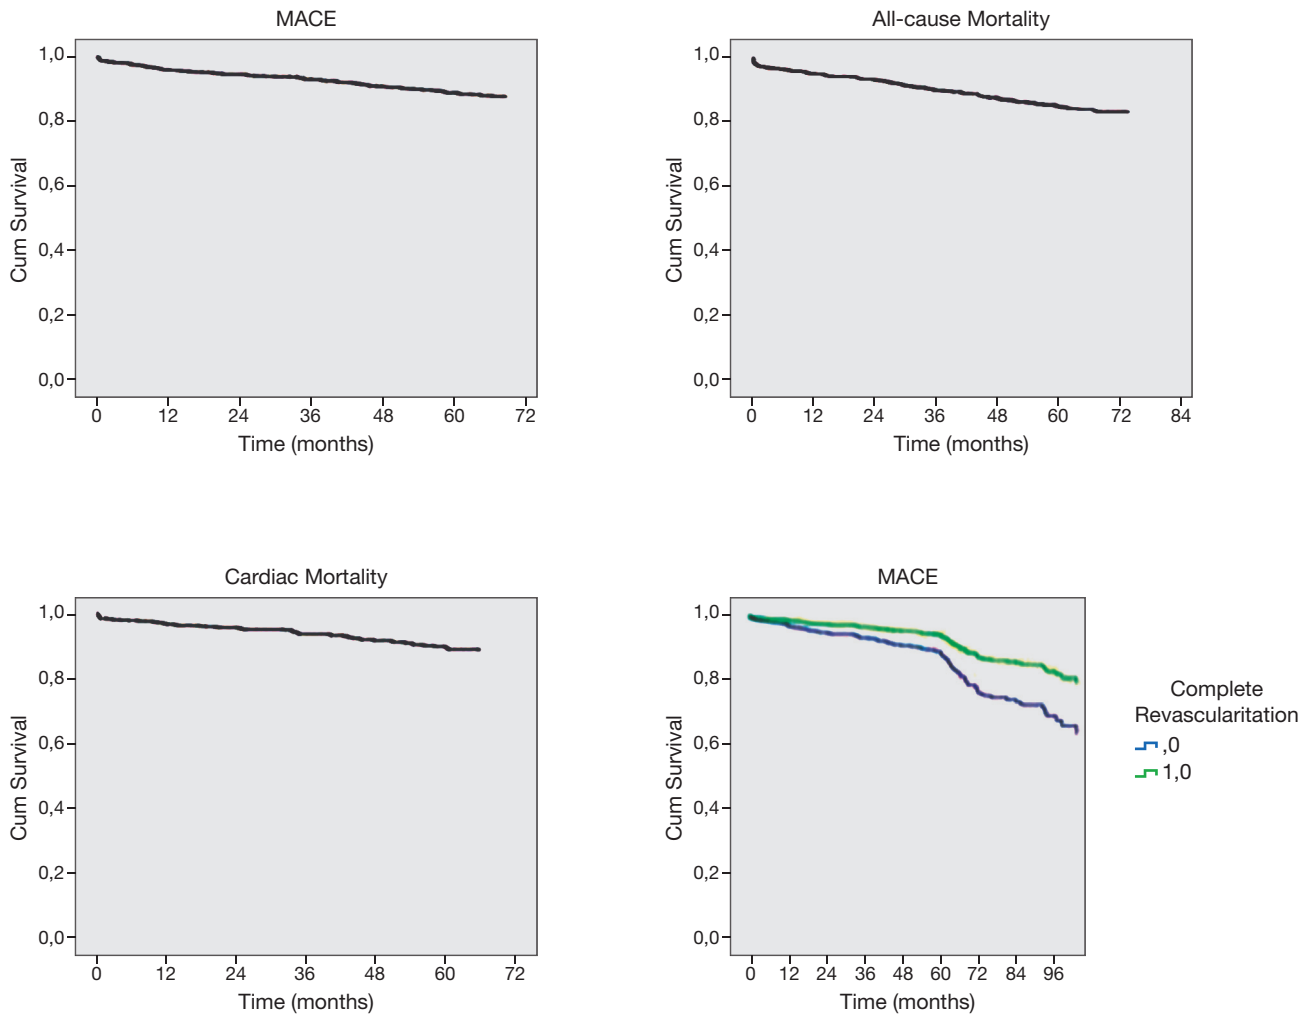 MACE
1,0
0,8
0,6
0,4
0,2
0,0
Cum Survival
0 12 24 36 48 60 72
Time (months)
All-cause Mortality
1,0
0,8
0,6
0,4
0,2
0,0
Cum Survival
0 12 24 36 48 60 72 84
Time (months)
Cardiac Mortality
1,0
0,8
0,6
0,4
0,2
0,0
Cum Survival
0 12 24 36 48 60 72
Time (months)
MACE
1,0
0,8
0,6
0,4
0,2
0,0
Cum Survival
0 12 24 36 48 60 72 84 96
Time (months)
Complete
Revascularitation
,0
1,0